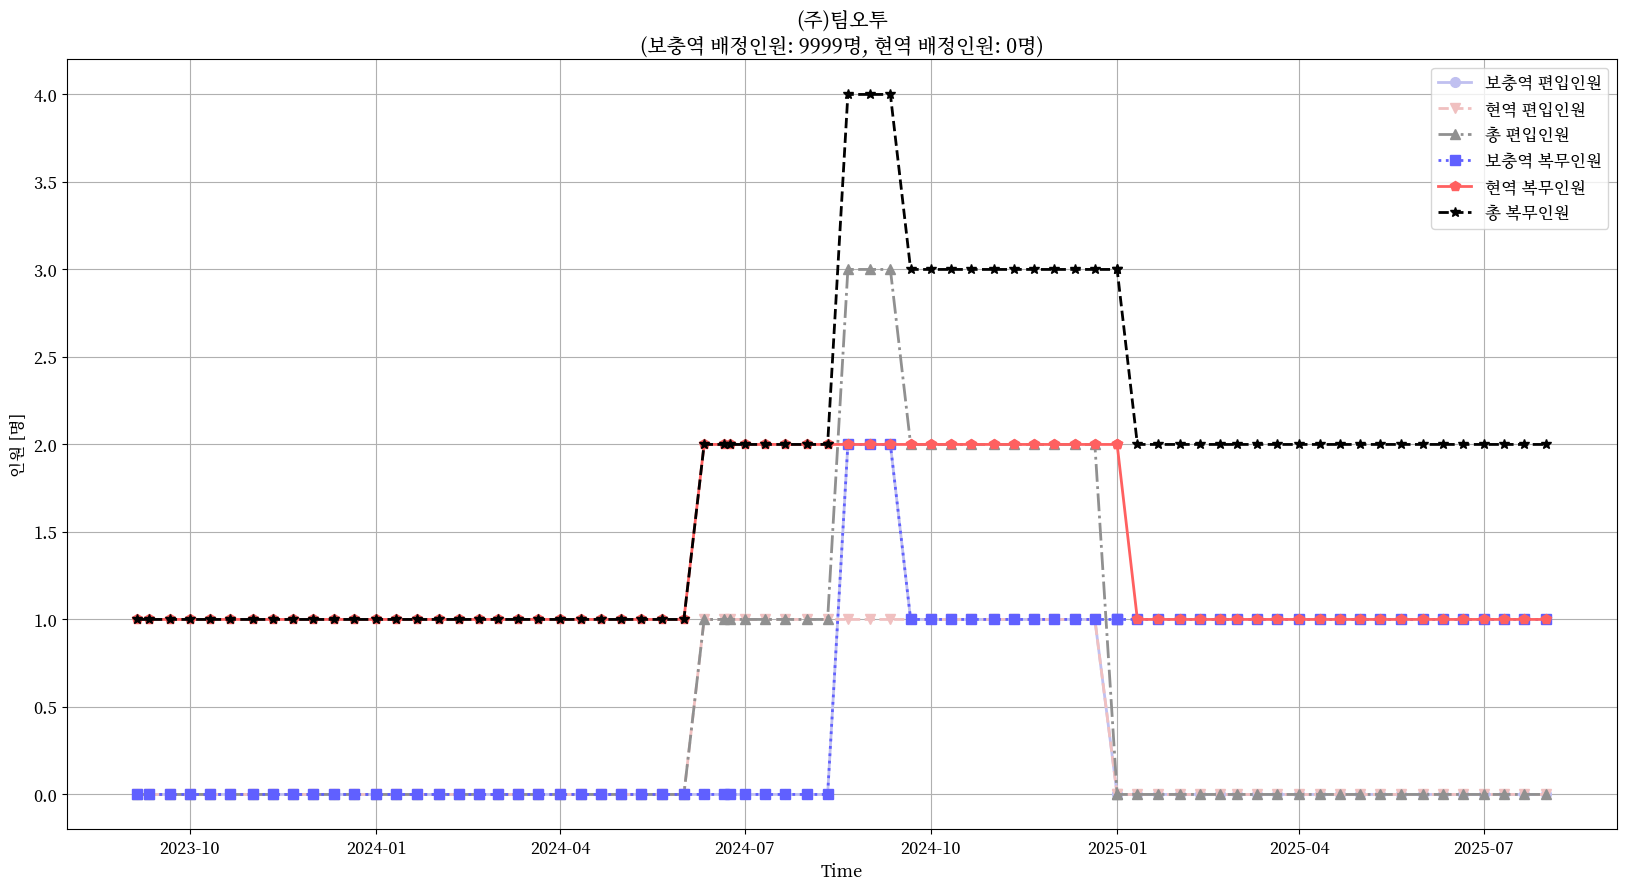 (주)팀오투
(보충역 배정인원: 9999명, 현역 배정인원: 0명)
보충역 편입인원
현역 편입인원
총 편입인원
보충역 복무인원
현역 복무인원
총 복무인원
인원 [명]
4.0
3.5
3.0
2.5
2.0
1.5
1.0
0.5
0.0
2023-10
2024-01
2024-04
2024-07
2024-10
2025-01
2025-04
2025-07
Time